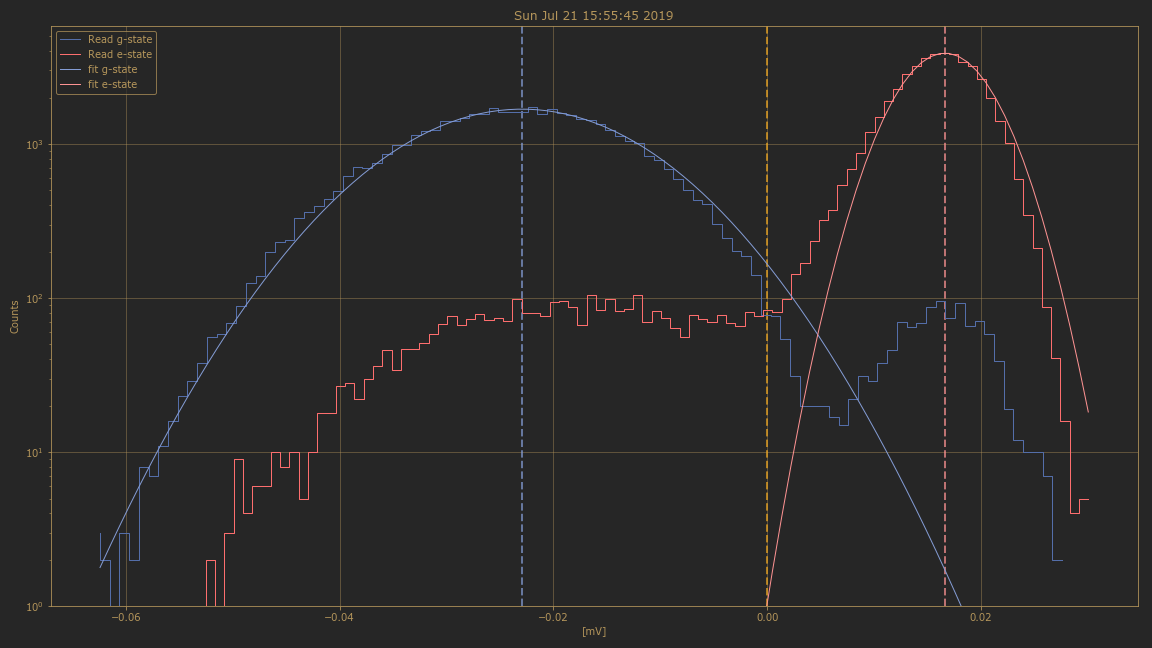 Sun Jul 21 15:55:45 2019
Read g-state
Read e-state
fit g-state
fit e-state
Counts
10³
10²
10¹
10⁰
−0.06 −0.04 −0.02 0.00 0.02
[mV]